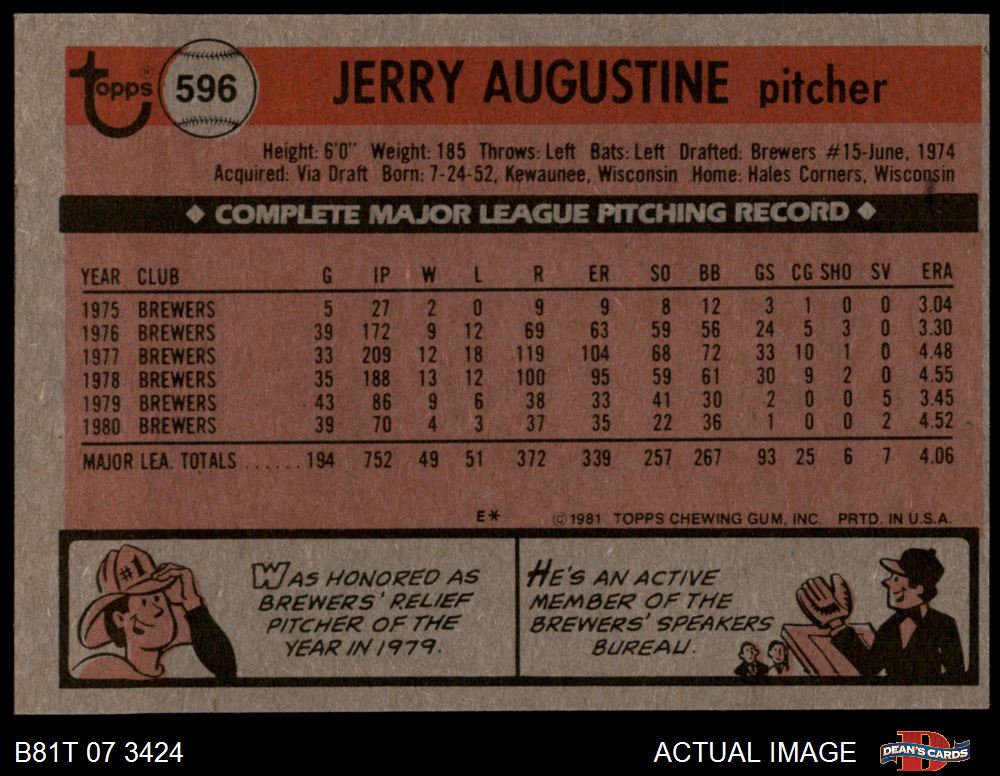 topps® 596 JERRY AUGUSTINE pitcher
Height: 6'0" Weight: 185 Throws: Left Bats: Left Drafted: Brewers #15-June, 1974
Acquired: Via Draft Born: 7-24-52, Kewaunee, Wisconsin Home: Hales Corners, Wisconsin
◆ COMPLETE MAJOR LEAGUE PITCHING RECORD ◆
YEAR CLUB G IP W L R ER SO BB GS CG SHO SV ERA
1975 BREWERS 5 27 2 0 9 9 8 12 3 1 0 0 3.04
1976 BREWERS 39 172 9 12 69 63 59 56 24 5 3 0 3.30
1977 BREWERS 33 209 12 18 119 104 68 72 33 10 1 0 4.48
1978 BREWERS 35 188 13 12 100 95 59 61 30 9 2 0 4.55
1979 BREWERS 43 86 9 6 38 33 41 30 2 0 0 5 3.45
1980 BREWERS 39 70 4 3 37 35 22 36 1 0 0 2 4.52
MAJOR LEA. TOTALS ...... 194 752 49 51 372 339 257 267 93 25 6 7 4.06
E* ©1981 TOPPS CHEWING GUM, INC. PRTD. IN U.S.A.
#1
WAS HONORED AS
BREWERS' RELIEF
PITCHER OF THE
YEAR IN 1979.
HE'S AN ACTIVE
MEMBER OF THE
BREWERS' SPEAKERS
BUREAU.
B81T 07 3424 ACTUAL IMAGE D DEAN'S CARDS